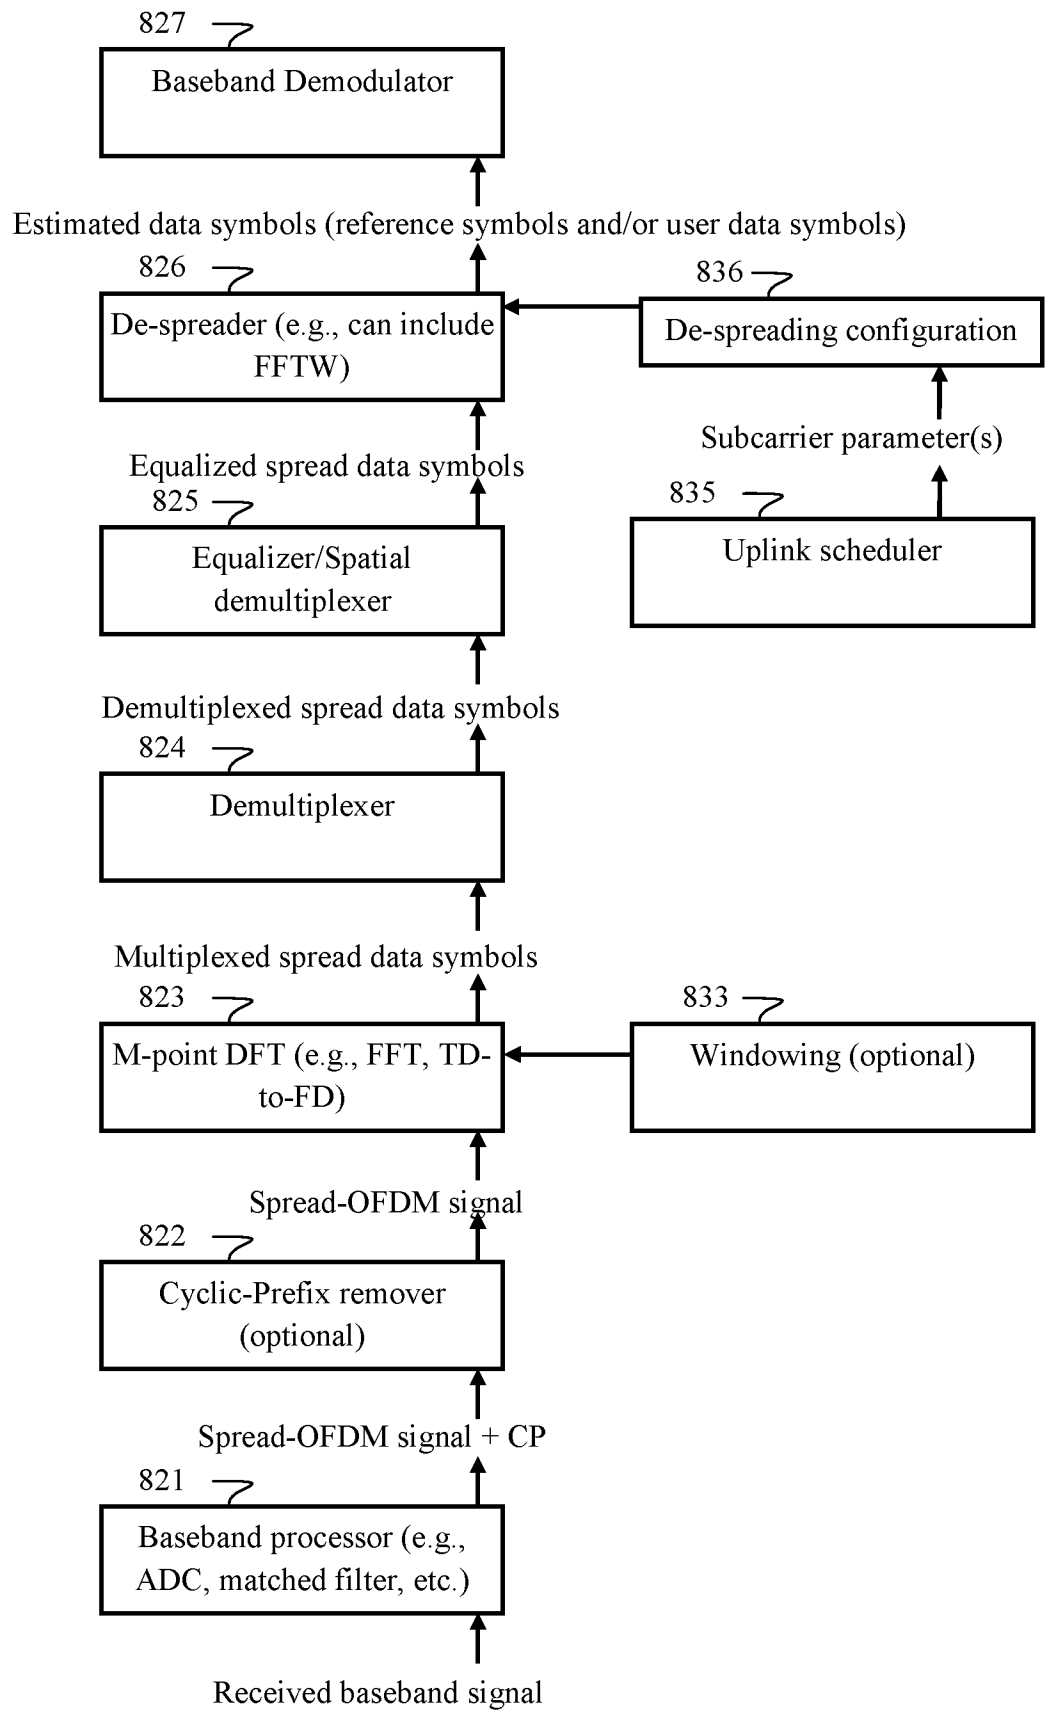 827
Baseband Demodulator
Estimated data symbols (reference symbols and/or user data symbols)
826
De-spreader (e.g., can include
FFTW)
836
De-spreading configuration
Subcarrier parameter(s)
Equalized spread data symbols
825
Equalizer/Spatial
demultiplexer
835
Uplink scheduler
Demultiplexed spread data symbols
824
Demultiplexer
Multiplexed spread data symbols
823
M-point DFT (e.g., FFT, TD-
to-FD)
833
Windowing (optional)
Spread-OFDM signal
822
Cyclic-Prefix remover
(optional)
Spread-OFDM signal + CP
821
Baseband processor (e.g.,
ADC, matched filter, etc.)
Received baseband signal